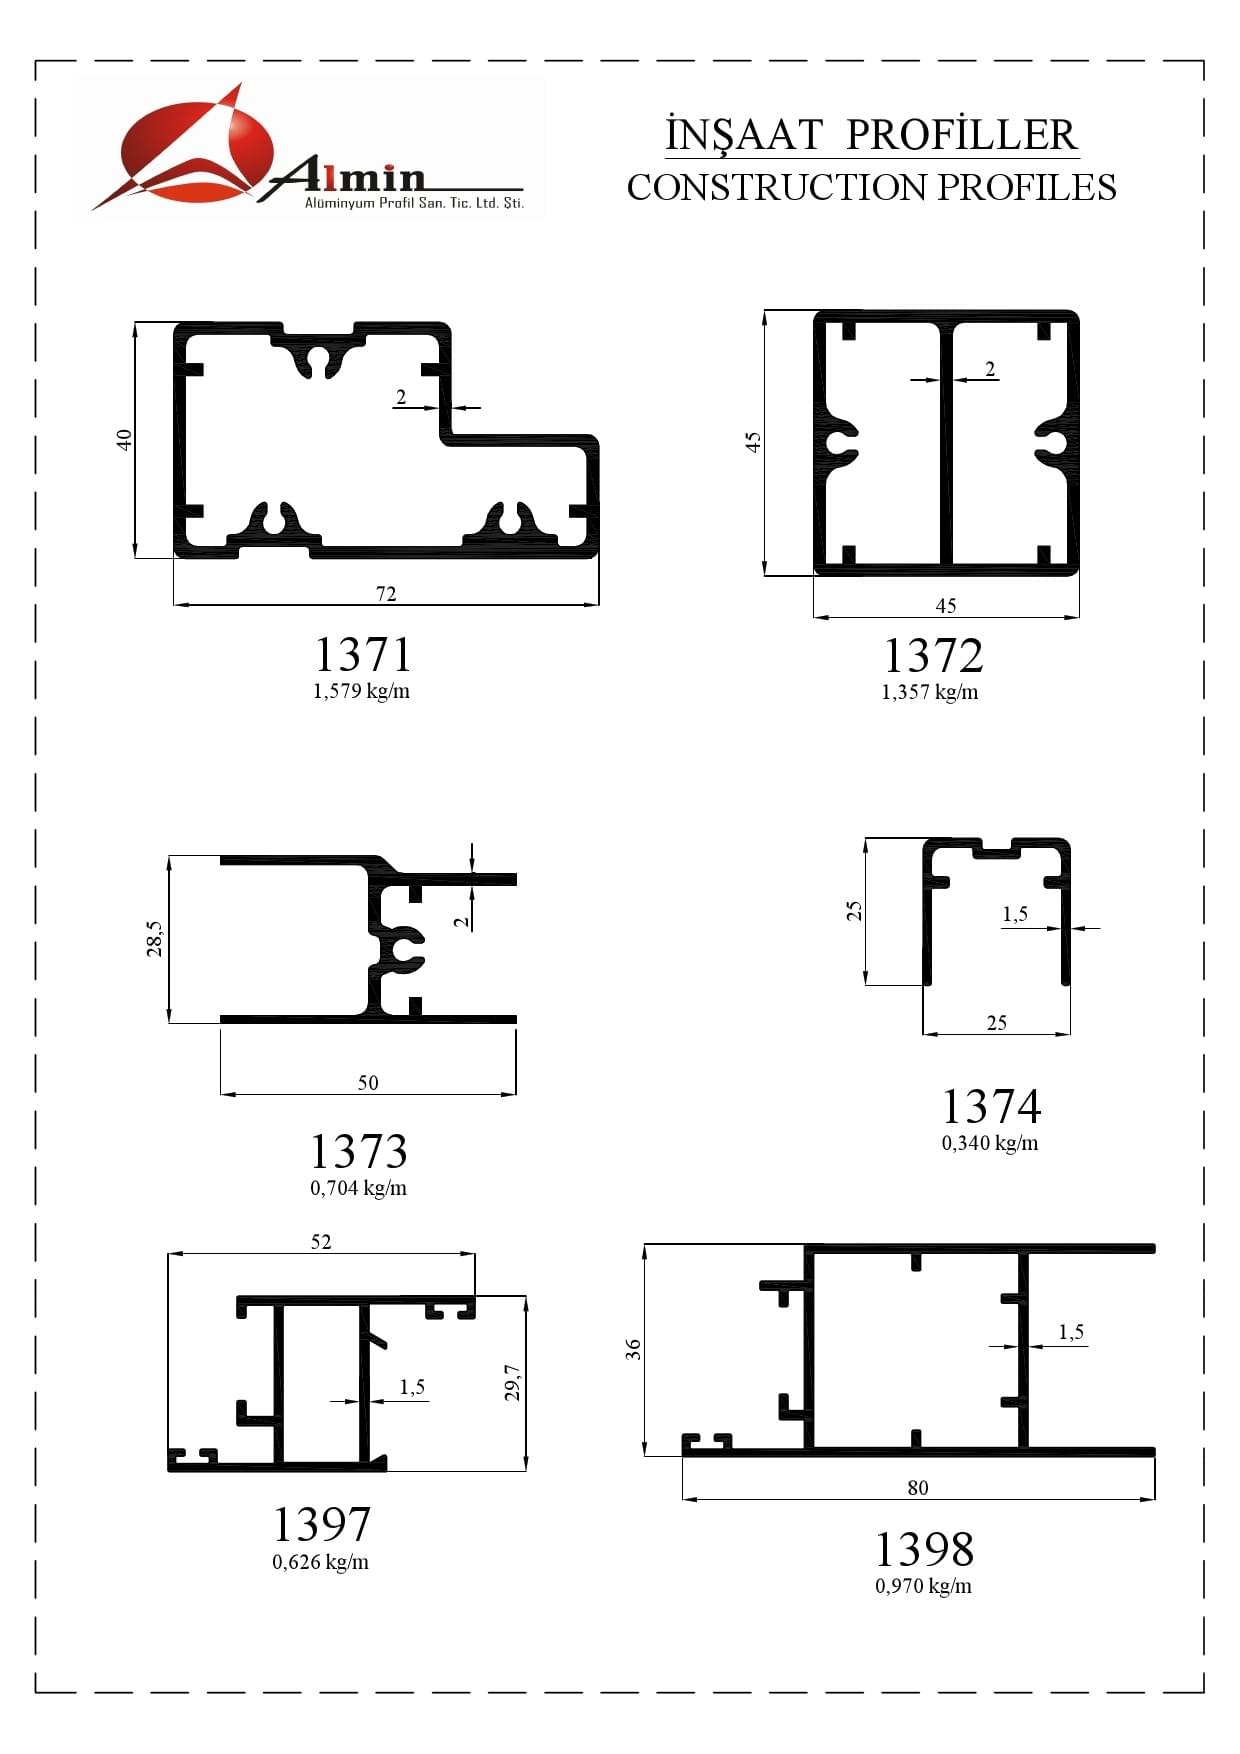 Almin
Alüminyum Profil San. Tic. Ltd. Şti.
İNŞAAT PROFİLLER
CONSTRUCTION PROFILES
40
2
72
1371
1,579 kg/m
45
2
45
1372
1,357 kg/m
28,5
2
50
1373
0,704 kg/m
25
1,5
25
1374
0,340 kg/m
52
1,5
29,7
1397
0,626 kg/m
36
1,5
80
1398
0,970 kg/m